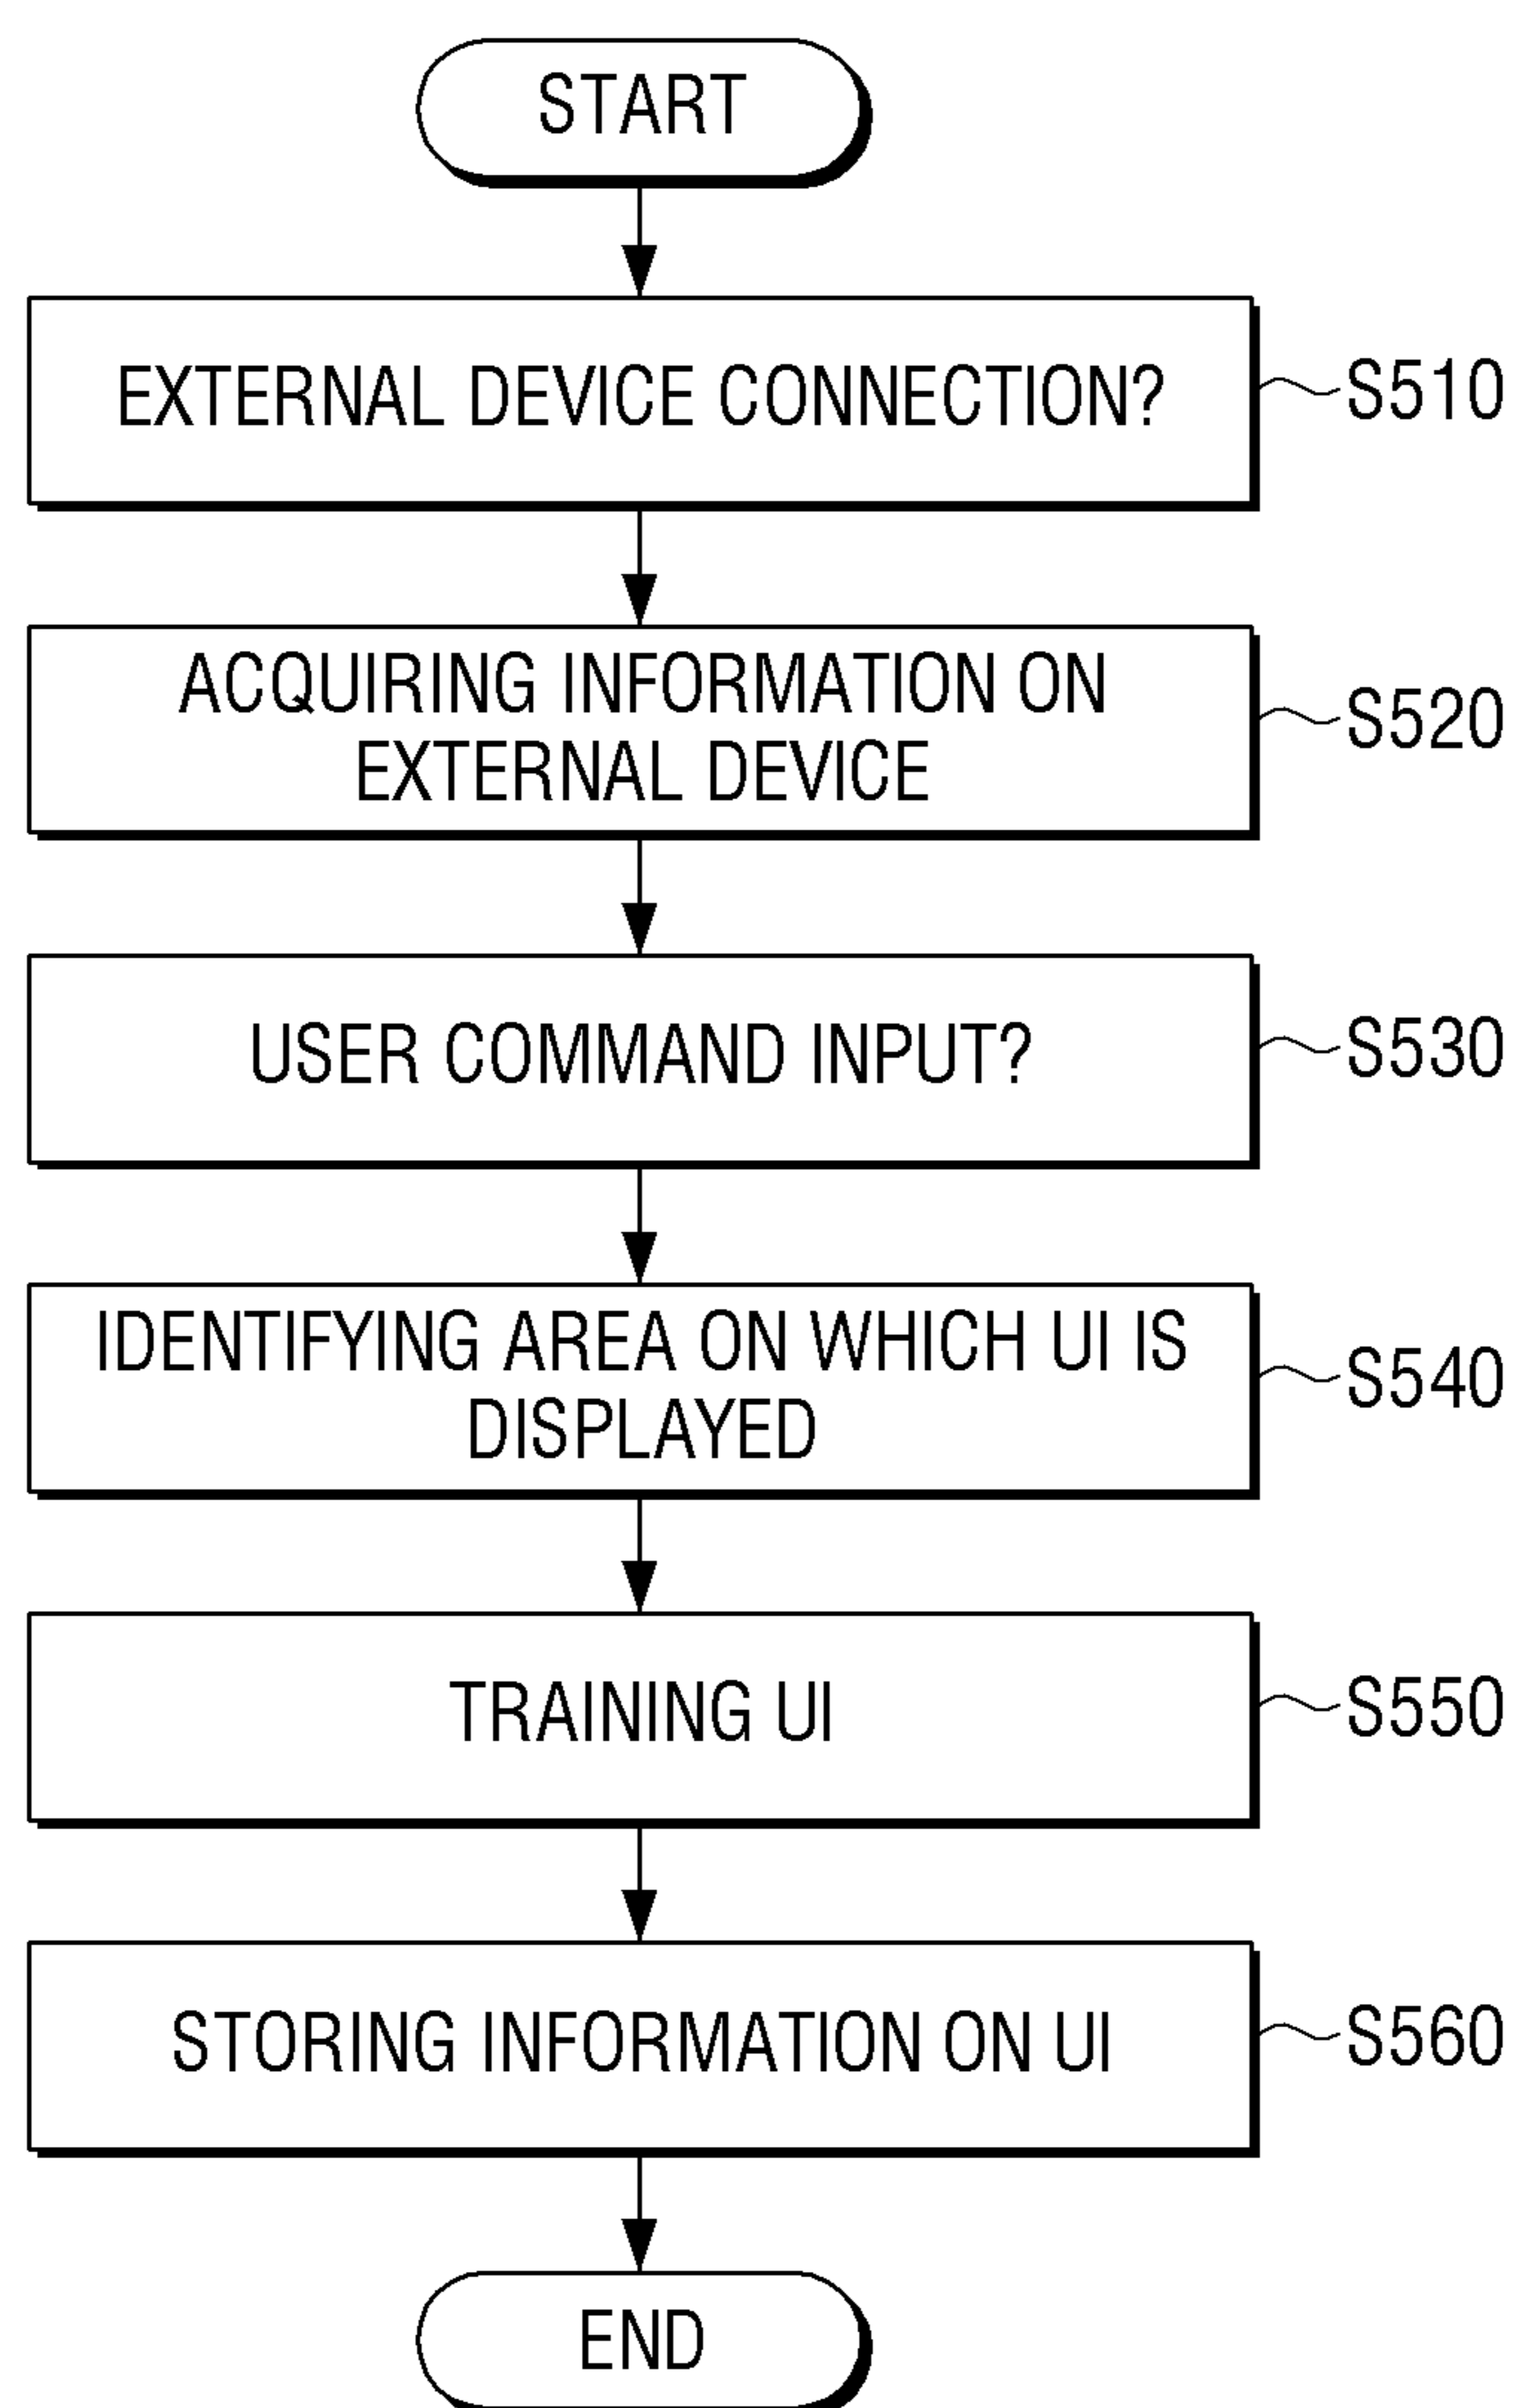 START
EXTERNAL DEVICE CONNECTION?
S510
ACQUIRING INFORMATION ON
EXTERNAL DEVICE
S520
USER COMMAND INPUT?
S530
IDENTIFYING AREA ON WHICH UI IS
DISPLAYED
S540
TRAINING UI
S550
STORING INFORMATION ON UI
S560
END